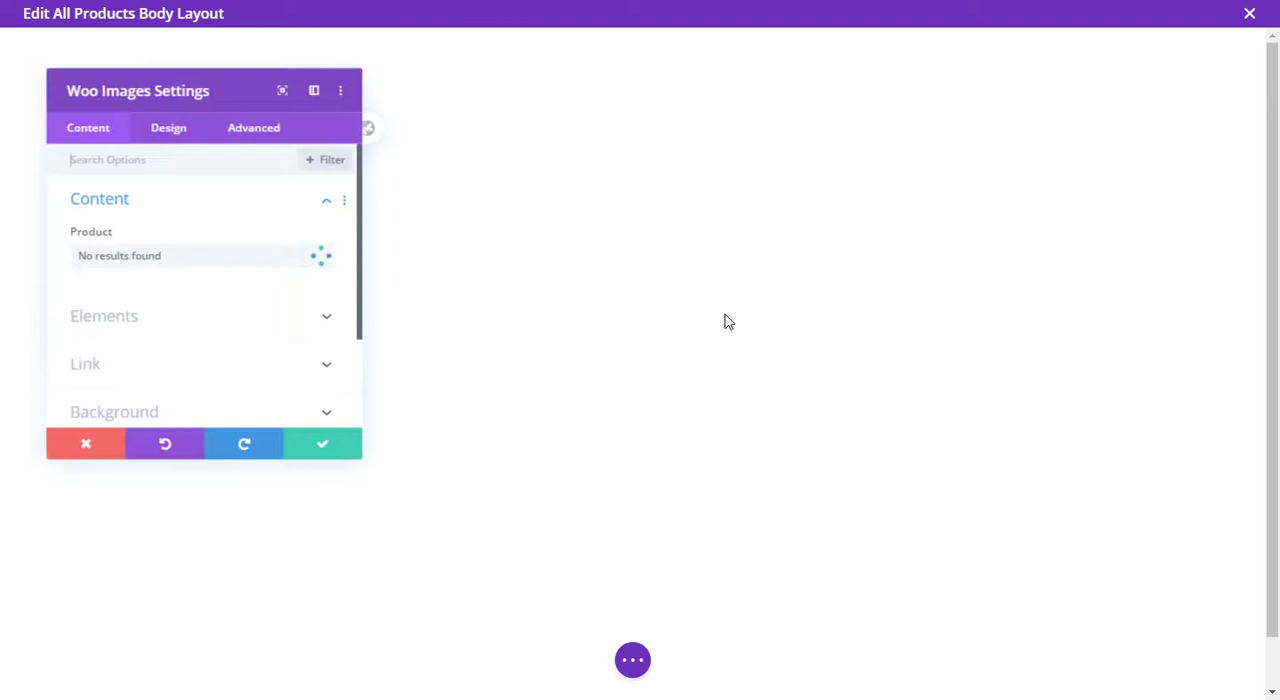 Edit All Products Body Layout
Woo Images Settings
Content Design Advanced
Search Options + Filter
Content
Product
No results found
Elements
Link
Background